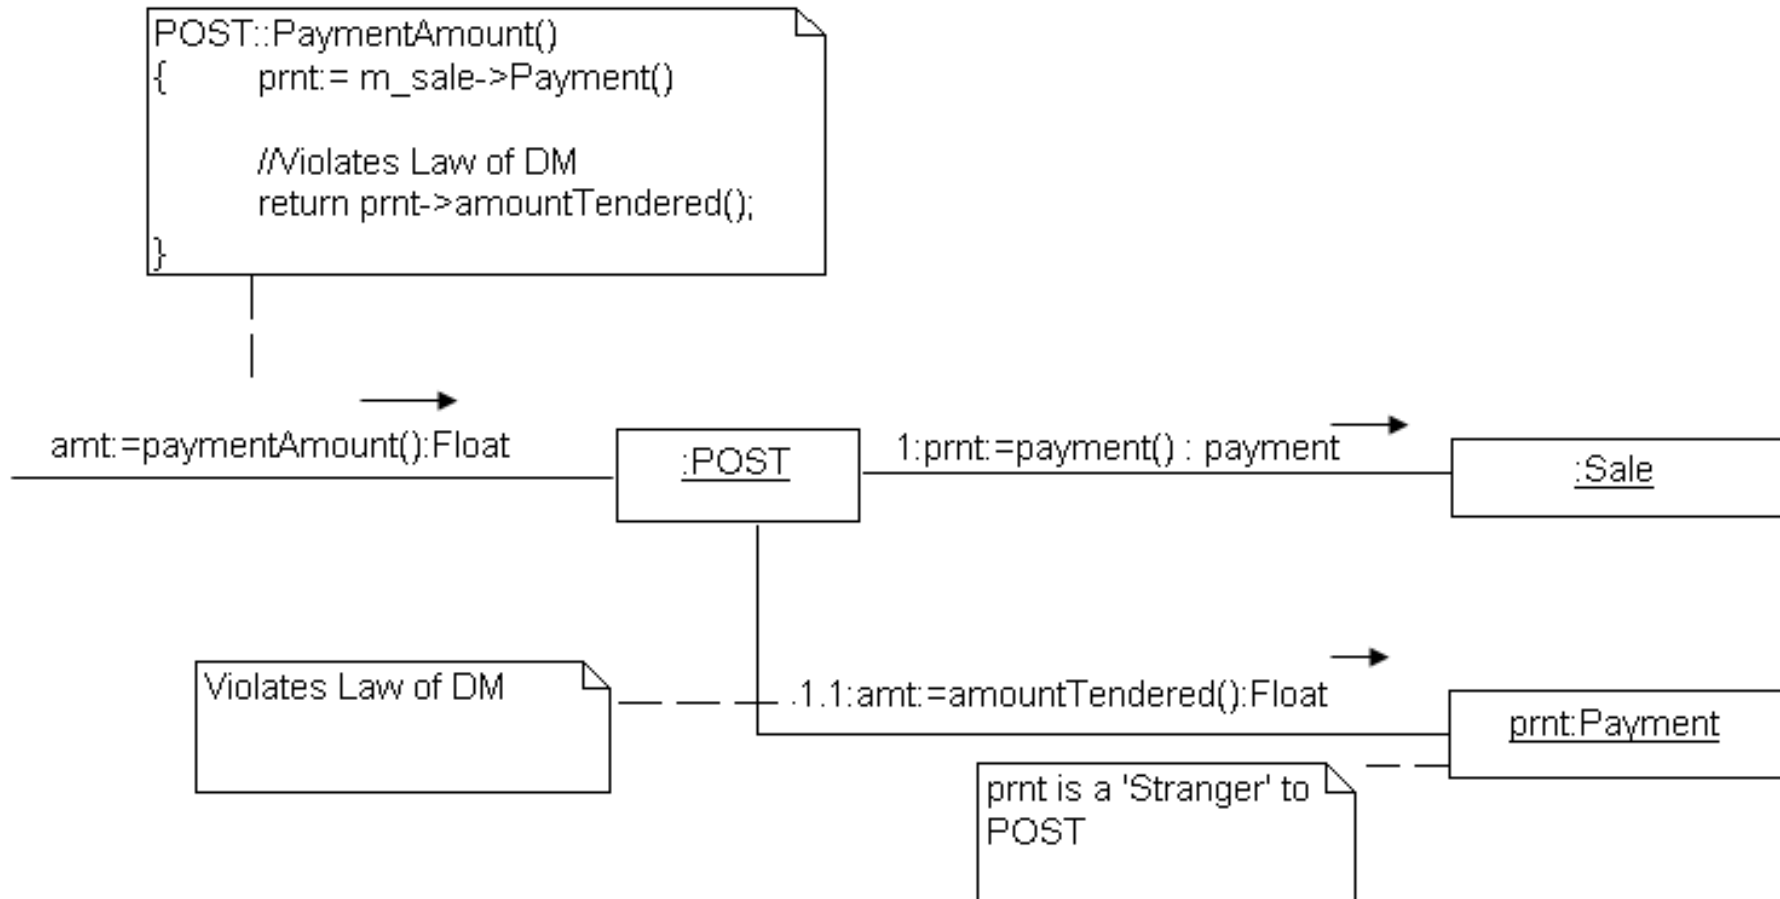 POST::PaymentAmount()
{ prnt:= m_sale->Payment()
//Violates Law of DM
return prnt->amountTendered();
}
amt:=paymentAmount():Float
:POST
1:prnt:=payment() : payment
:Sale
Violates Law of DM
1.1:amt:=amountTendered():Float
prnt:Payment
prnt is a 'Stranger' to
POST